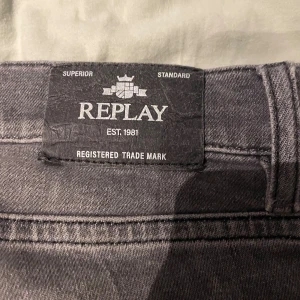 SUPERIOR STANDARD
REPLAY
EST. 1981
REGISTERED TRADE MARK